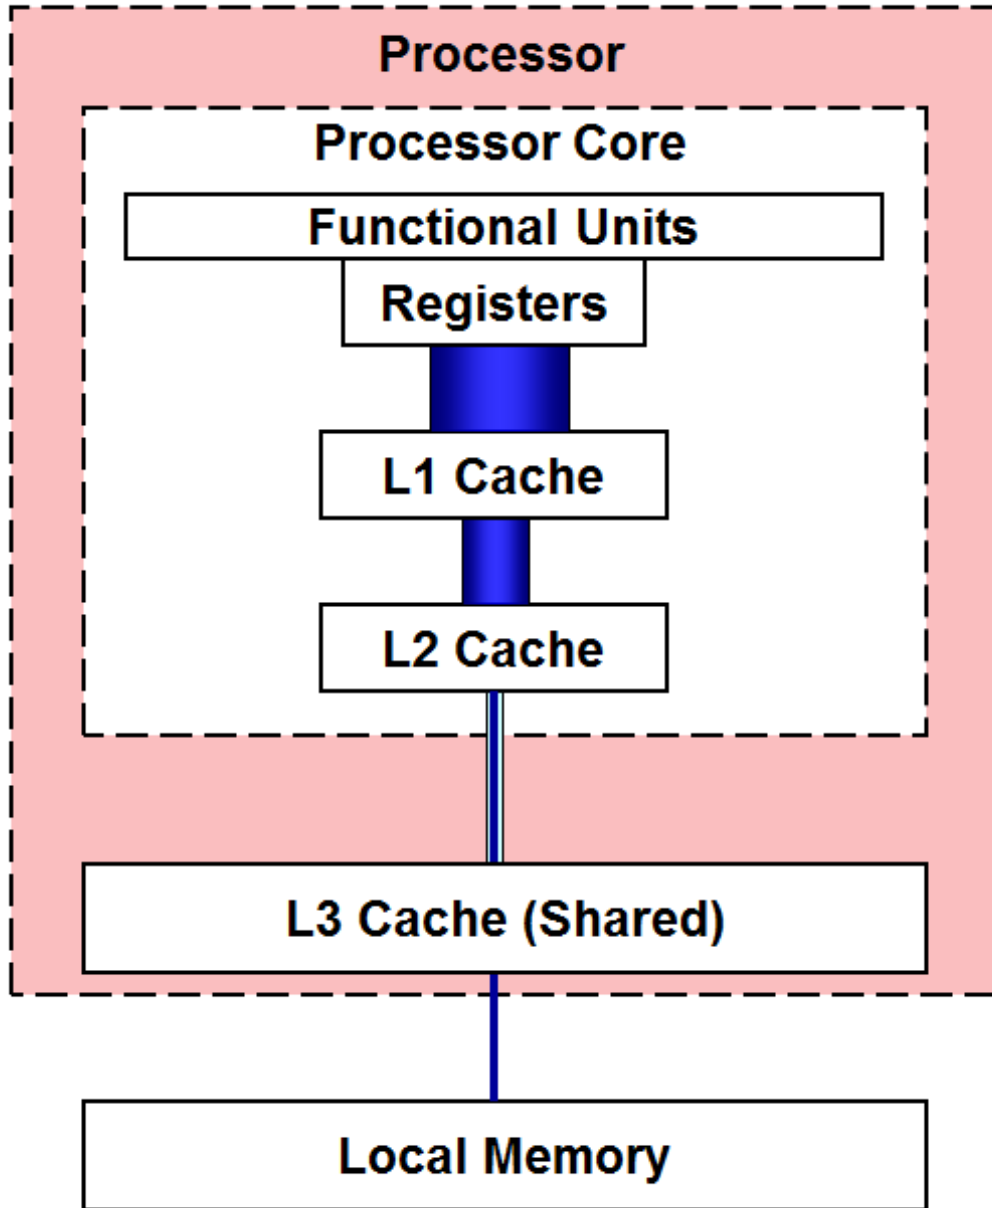 Processor
Processor Core
Functional Units
Registers
L1 Cache
L2 Cache
L3 Cache (Shared)
Local Memory